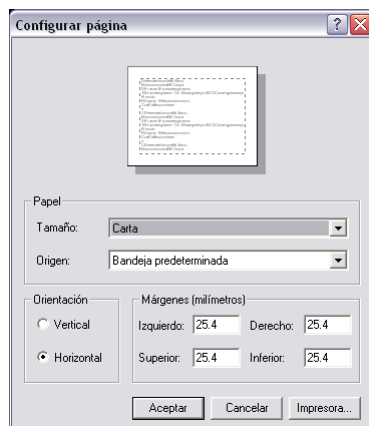 Configurar página
Papel
Tamaño: Carta
Origen: Bandeja predeterminada
Orientación
Vertical
Horizontal
Márgenes (milímetros)
Izquierdo: 25.4 Derecho: 25.4
Superior: 25.4 Inferior: 25.4
Aceptar Cancelar Impresora...